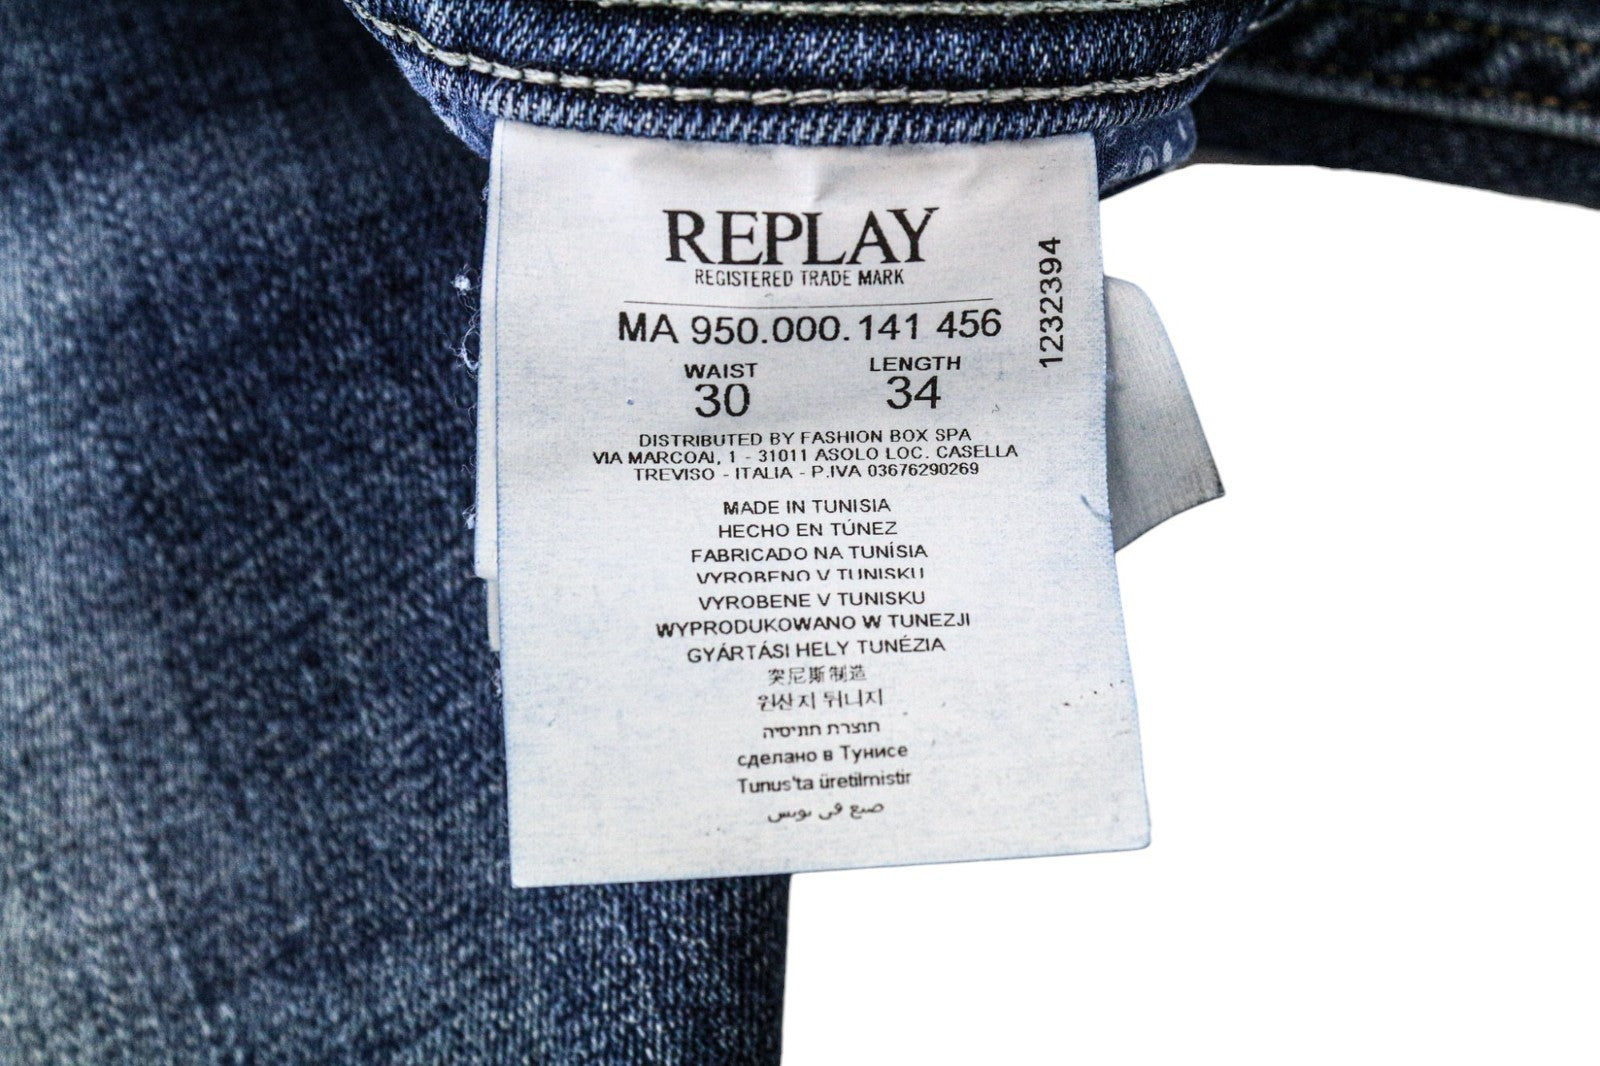 REPLAY
REGISTERED TRADE MARK
1232394
MA 950.000.141 456
WAIST LENGTH
30 34
DISTRIBUTED BY FASHION BOX SPA
VIA MARCOAI, 1 - 31011 ASOLO LOC. CASELLA
TREVISO - ITALIA - P.IVA 03676290269
MADE IN TUNISIA
HECHO EN TÚNEZ
FABRICADO NA TUNÍSIA
VYROBENO V TUNISKU
VYROBENE V TUNISKU
WYPRODUKOWANO W TUNEZJI
GYÁRTÁSI HELY TUNÉZIA
突尼斯制造
원산지 튀니지
תוצרת תוניסיה
сделано в Тунисе
Tunus'ta üretilmistir
صنع في تونس